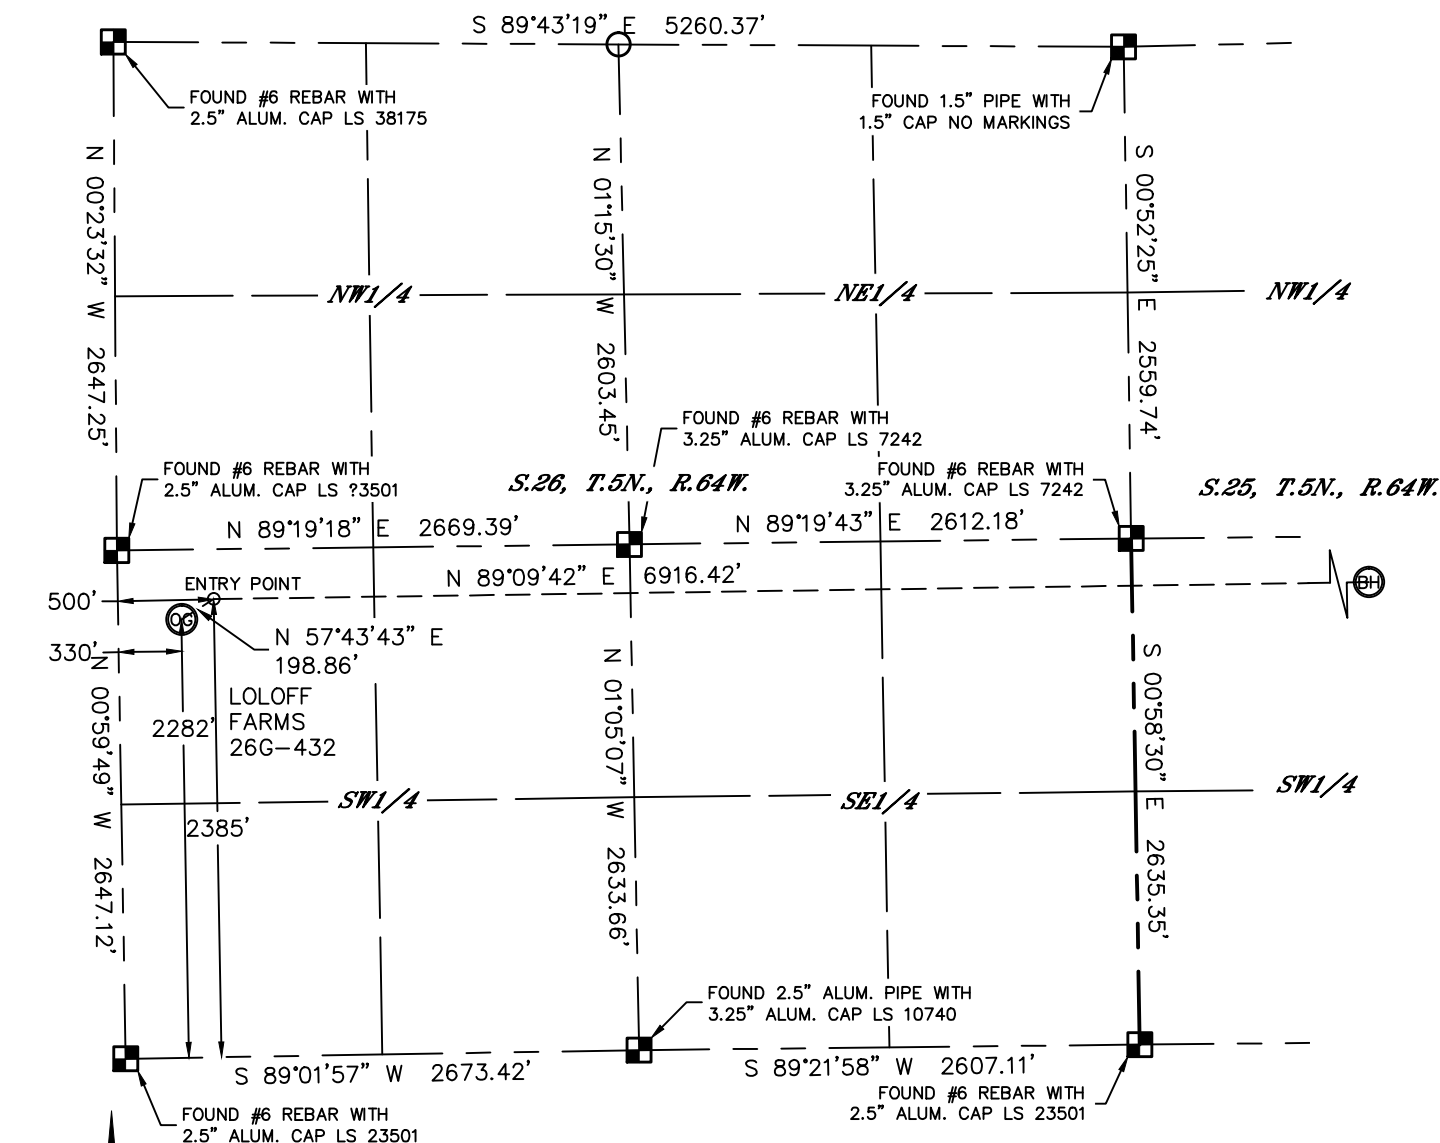 S 89°43'19" E 5260.37'
FOUND #6 REBAR WITH
2.5" ALUM. CAP LS 38175
FOUND 1.5" PIPE WITH
1.5" CAP NO MARKINGS
N 00°23'32" W 2647.25'
N 01°15'30" W 2603.45'
S 00°52'25" E 2559.74'
NW1/4
NE1/4
NW1/4
FOUND #6 REBAR WITH
3.25" ALUM. CAP LS 7242
FOUND #6 REBAR WITH
2.5" ALUM. CAP LS ?3501
S.26, T.5N., R.64W.
FOUND #6 REBAR WITH
3.25" ALUM. CAP LS 7242
S.25, T.5N., R.64W.
N 89°19'18" E 2669.39'
N 89°19'43" E 2612.18'
ENTRY POINT
N 89°09'42" E 6916.42'
BH
500'
OG
N 57°43'43" E
198.86'
330'
N 00°59'49" W 2647.12'
N 01°05'07" W 2633.66'
S 00°58'30" E 2635.35'
LOLOFF
FARMS
26G-432
2282'
SW1/4
SE1/4
SW1/4
2385'
FOUND 2.5" ALUM. PIPE WITH
3.25" ALUM. CAP LS 10740
S 89°01'57" W 2673.42'
S 89°21'58" W 2607.11'
FOUND #6 REBAR WITH
2.5" ALUM. CAP LS 23501
FOUND #6 REBAR WITH
2.5" ALUM. CAP LS 23501